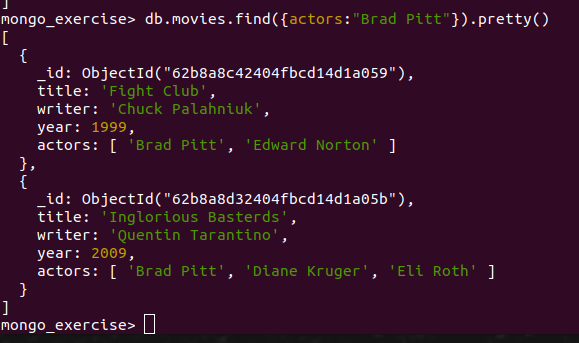 ]
mongo_exercise> db.movies.find({actors:"Brad Pitt"}).pretty()
[
  {
    _id: ObjectId("62b8a8c42404fbcd14d1a059"),
    title: 'Fight Club',
    writer: 'Chuck Palahniuk',
    year: 1999,
    actors: [ 'Brad Pitt', 'Edward Norton' ]
  },
  {
    _id: ObjectId("62b8a8d32404fbcd14d1a05b"),
    title: 'Inglorious Basterds',
    writer: 'Quentin Tarantino',
    year: 2009,
    actors: [ 'Brad Pitt', 'Diane Kruger', 'Eli Roth' ]
  }
]
mongo_exercise>